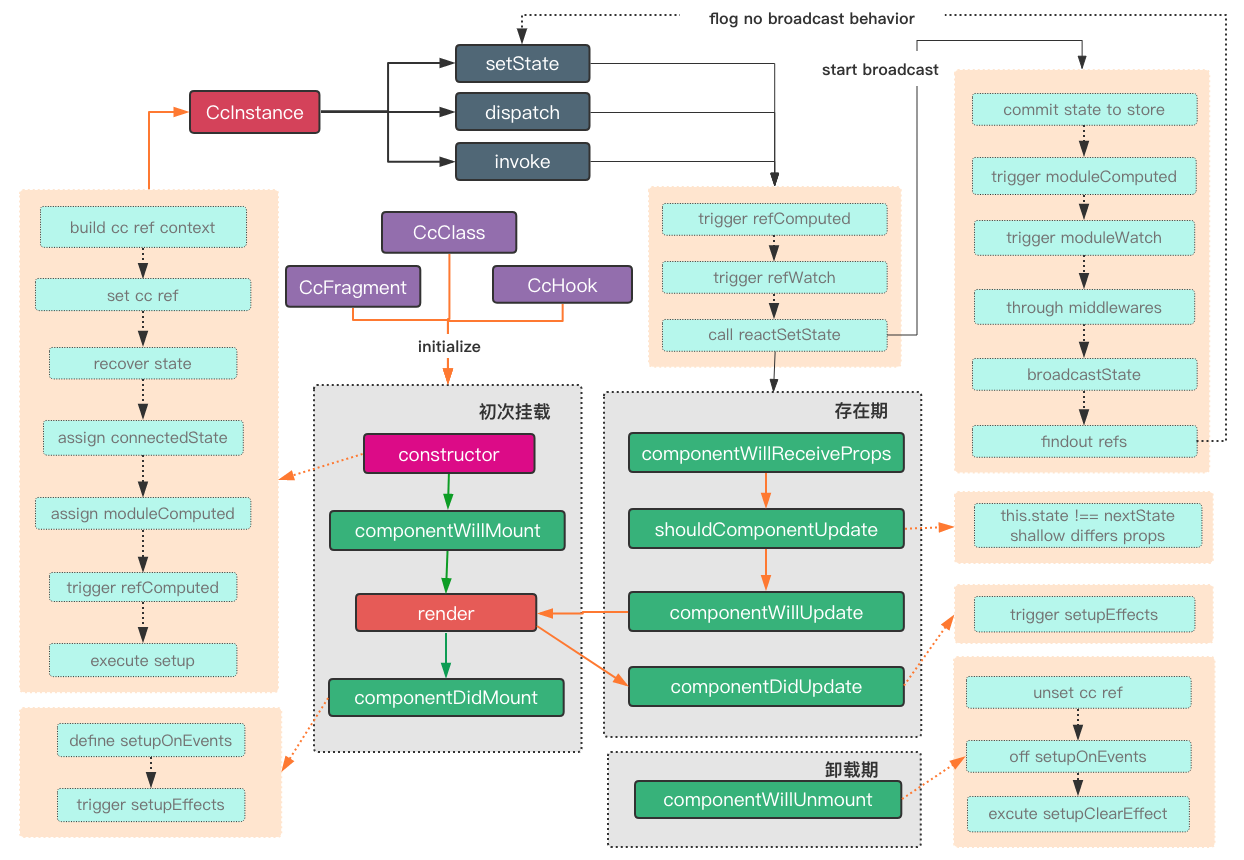 flog no broadcast behavior
setState
start broadcast
CcInstance
dispatch
invoke
commit state to store
trigger moduleComputed
trigger moduleWatch
through middlewares
broadcastState
findout refs
build cc ref context
set cc ref
recover state
assign connectedState
assign moduleComputed
trigger refComputed
execute setup
CcClass
CcFragment
CcHook
initialize
trigger refComputed
trigger refWatch
call reactSetState
初次挂载
constructor
componentWillMount
render
componentDidMount
存在期
componentWillReceiveProps
shouldComponentUpdate
componentWillUpdate
componentDidUpdate
this.state !== nextState
shallow differs props
trigger setupEffects
define setupOnEvents
trigger setupEffects
卸载期
componentWillUnmount
unset cc ref
off setupOnEvents
excute setupClearEffect